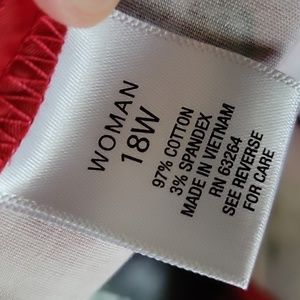 WOMAN
18W
97% COTTON
3% SPANDEX
MADE IN VIETNAM
RN 63264
SEE REVERSE
FOR CARE